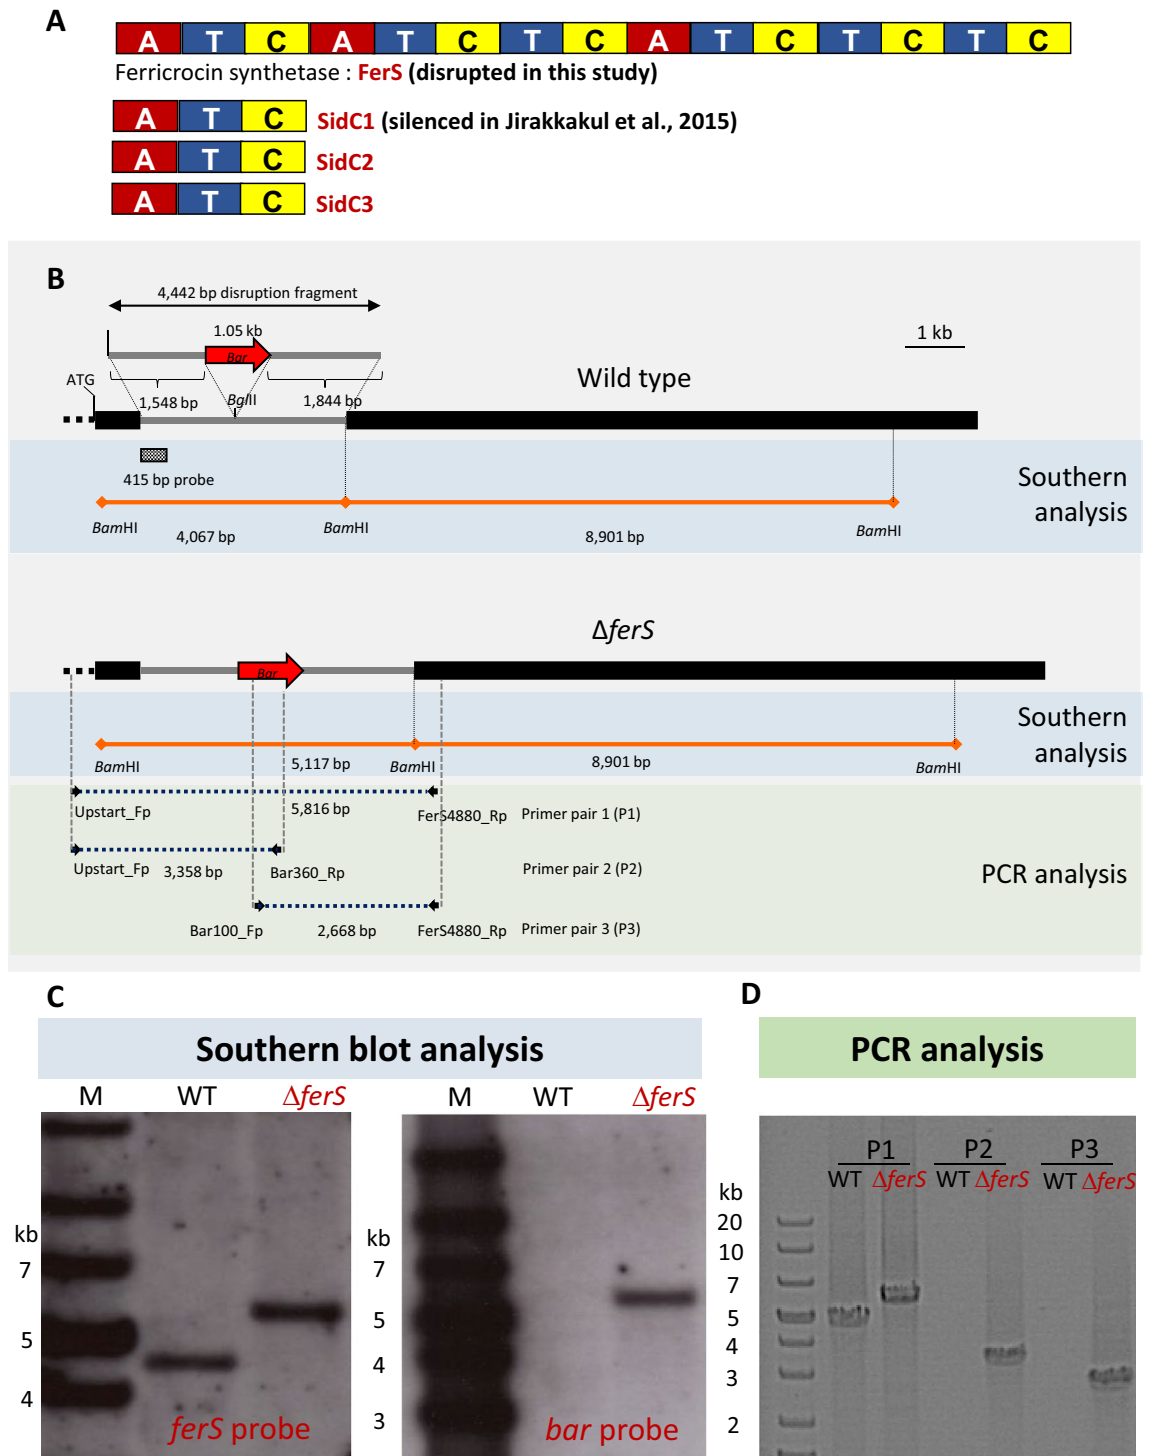 A
A T C A T C T C A T C T C T C
Ferricrocin synthetase : FerS (disrupted in this study)
A T C SidC1 (silenced in Jirakkakul et al., 2015)
A T C SidC2
A T C SidC3
B
4,442 bp disruption fragment
1.05 kb
1 kb
Bar
ATG
Wild type
1,548 bp
BglII
1,844 bp
415 bp probe
Southern
analysis
BamHI
BamHI
BamHI
4,067 bp
8,901 bp
ΔferS
Bar
Southern
analysis
BamHI
5,117 bp
BamHI
8,901 bp
BamHI
Upstart_Fp
5,816 bp
FerS4880_Rp
Primer pair 1 (P1)
Upstart_Fp
3,358 bp
Bar360_Rp
Primer pair 2 (P2)
PCR analysis
Bar100_Fp
2,668 bp
FerS4880_Rp
Primer pair 3 (P3)
C
Southern blot analysis
M WT ΔferS
kb
7
5
4
ferS probe
M WT ΔferS
kb
7
5
4
3
bar probe
D
PCR analysis
P1 P2 P3
WT ΔferS WT ΔferS WT ΔferS
kb
20
10
7
5
4
3
2